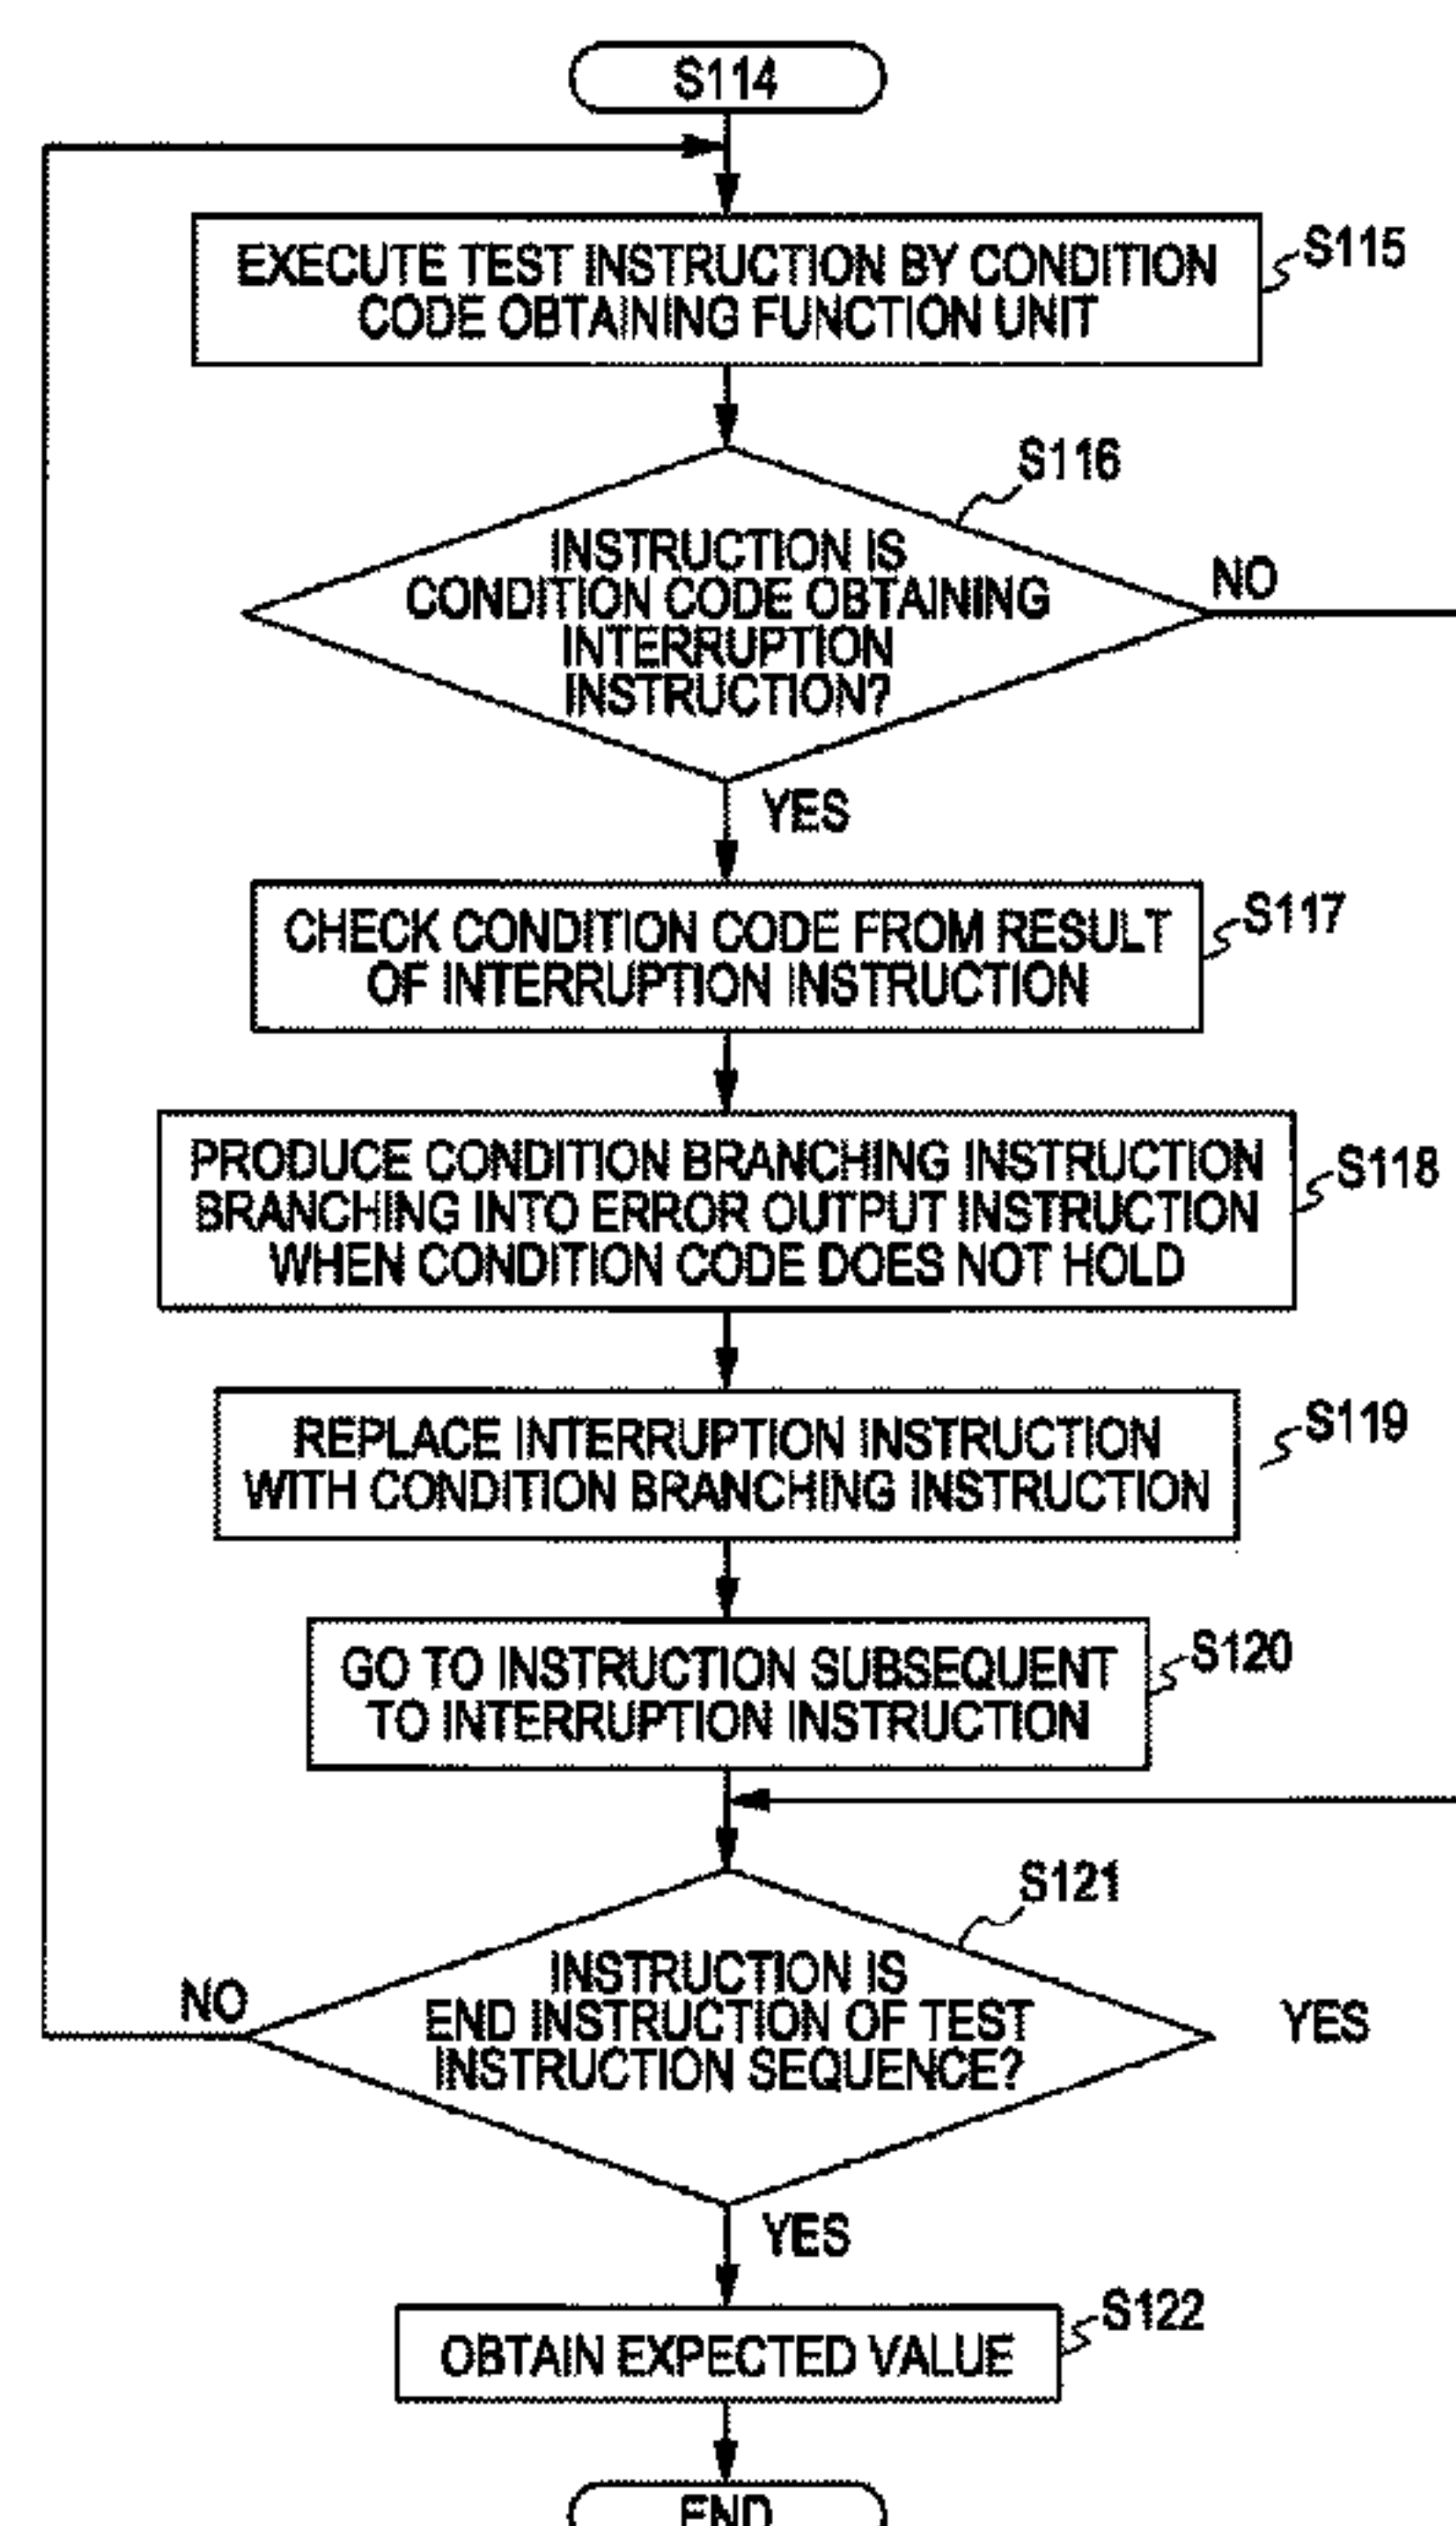 S114
EXECUTE TEST INSTRUCTION BY CONDITION
CODE OBTAINING FUNCTION UNIT
S115
S116
INSTRUCTION IS
CONDITION CODE OBTAINING
INTERRUPTION
INSTRUCTION?
NO
YES
CHECK CONDITION CODE FROM RESULT
OF INTERRUPTION INSTRUCTION
S117
PRODUCE CONDITION BRANCHING INSTRUCTION
BRANCHING INTO ERROR OUTPUT INSTRUCTION
WHEN CONDITION CODE DOES NOT HOLD
S118
REPLACE INTERRUPTION INSTRUCTION
WITH CONDITION BRANCHING INSTRUCTION
S119
GO TO INSTRUCTION SUBSEQUENT
TO INTERRUPTION INSTRUCTION
S120
S121
INSTRUCTION IS
END INSTRUCTION OF TEST
INSTRUCTION SEQUENCE?
NO
YES
YES
OBTAIN EXPECTED VALUE
S122
END